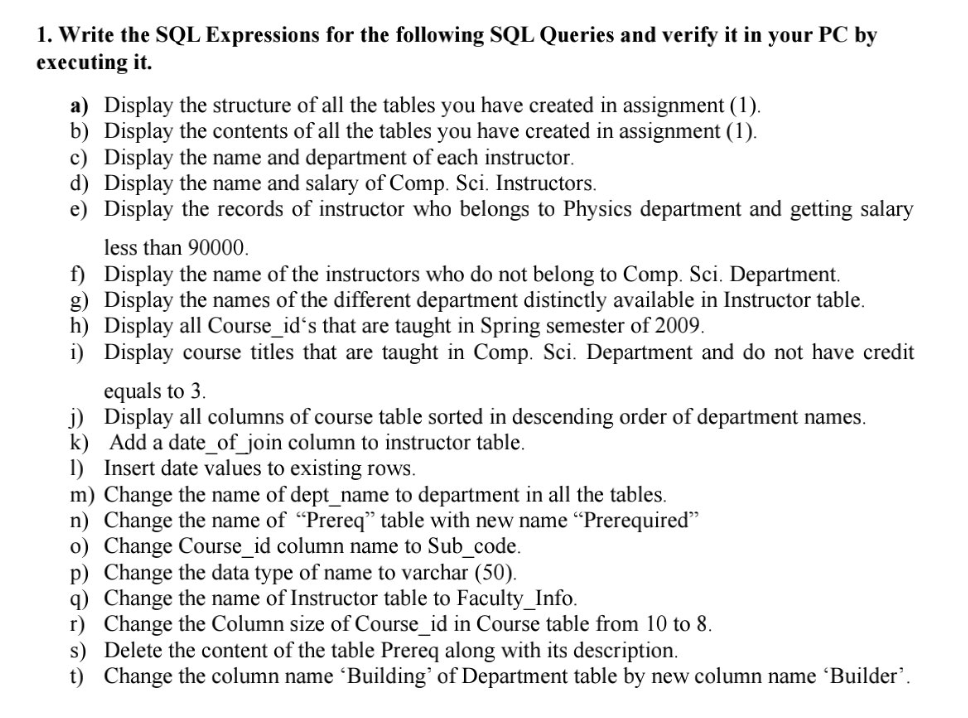 1. Write the SQL Expressions for the following SQL Queries and verify it in your PC by
executing it.
a) Display the structure of all the tables you have created in assignment (1).
b) Display the contents of all the tables you have created in assignment (1).
c) Display the name and department of each instructor.
d) Display the name and salary of Comp. Sci. Instructors.
e) Display the records of instructor who belongs to Physics department and getting salary
less than 90000.
f) Display the name of the instructors who do not belong to Comp. Sci. Department.
g) Display the names of the different department distinctly available in Instructor table.
h) Display all Course_id‘s that are taught in Spring semester of 2009.
i) Display course titles that are taught in Comp. Sci. Department and do not have credit
equals to 3.
j) Display all columns of course table sorted in descending order of department names.
k) Add a date_of_join column to instructor table.
l) Insert date values to existing rows.
m) Change the name of dept_name to department in all the tables.
n) Change the name of “Prereq” table with new name “Prerequired”
o) Change Course_id column name to Sub_code.
p) Change the data type of name to varchar (50).
q) Change the name of Instructor table to Faculty_Info.
r) Change the Column size of Course_id in Course table from 10 to 8.
s) Delete the content of the table Prereq along with its description.
t) Change the column name ‘Building’ of Department table by new column name ‘Builder’.